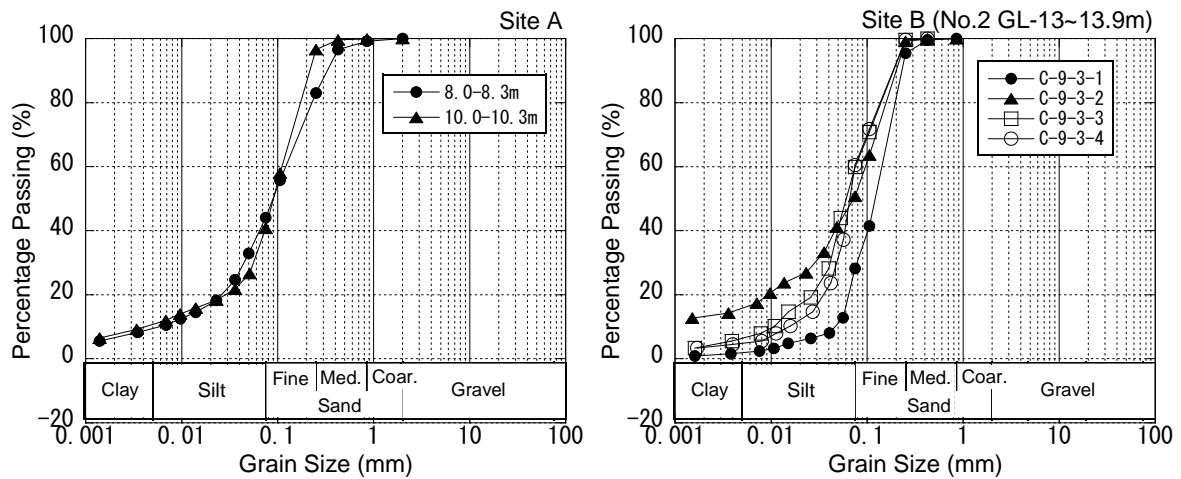 Site A
Percentage Passing (%)
100
80
60
40
20
0
-20
8.0-8.3m
10.0-10.3m
Clay
Silt
Fine
Med.
Coar.
Sand
Gravel
0.001
0.01
0.1
1
10
100
Grain Size (mm)
Site B (No.2 GL-13~13.9m)
Percentage Passing (%)
100
80
60
40
20
0
-20
C-9-3-1
C-9-3-2
C-9-3-3
C-9-3-4
Clay
Silt
Fine
Med.
Coar.
Sand
Gravel
0.001
0.01
0.1
1
10
100
Grain Size (mm)